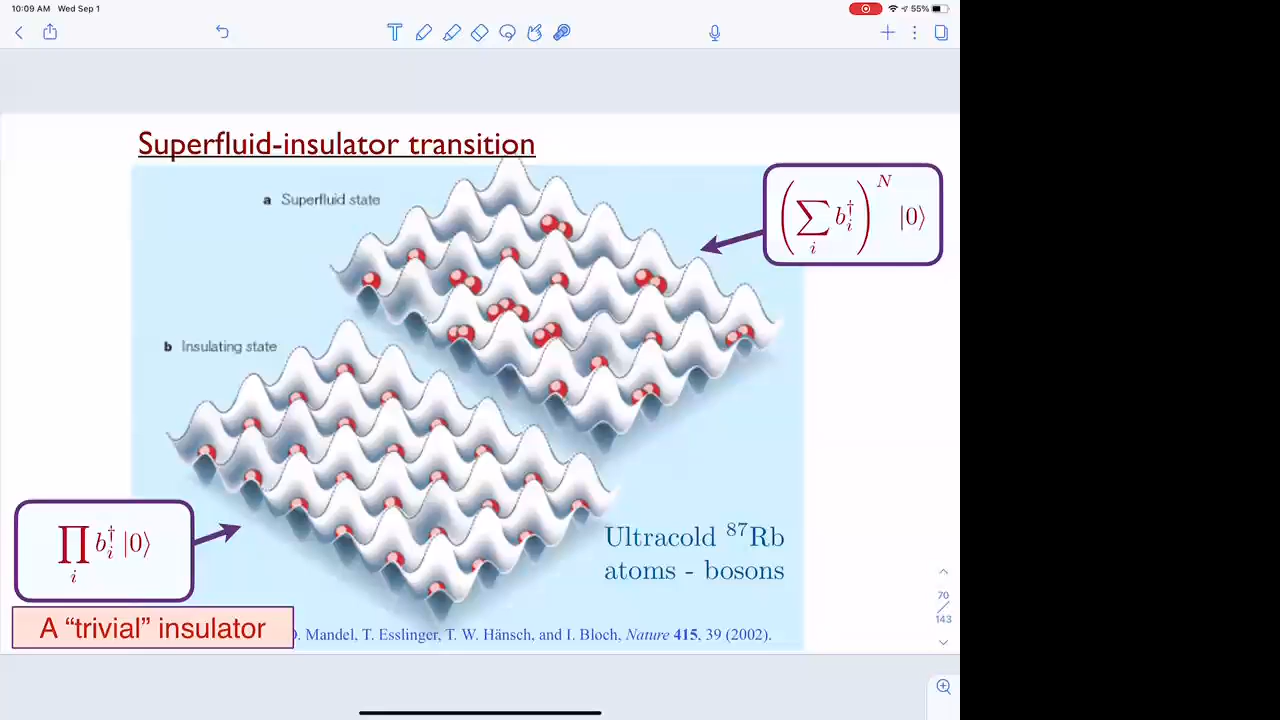 10:09 AM Wed Sep 1
55%
Superfluid-insulator transition
a Superfluid state
(∑_i b_i^†)^N |0⟩
b Insulating state
∏_i b_i^† |0⟩
Ultracold ^87Rb
atoms - bosons
A “trivial” insulator
. Mandel, T. Esslinger, T. W. Hänsch, and I. Bloch, Nature 415, 39 (2002).
70
143